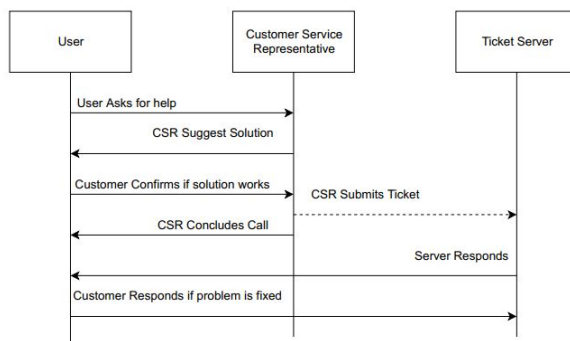 User
Customer Service
Representative
Ticket Server
User Asks for help
CSR Suggest Solution
Customer Confirms if solution works
CSR Submits Ticket
CSR Concludes Call
Server Responds
Customer Responds if problem is fixed